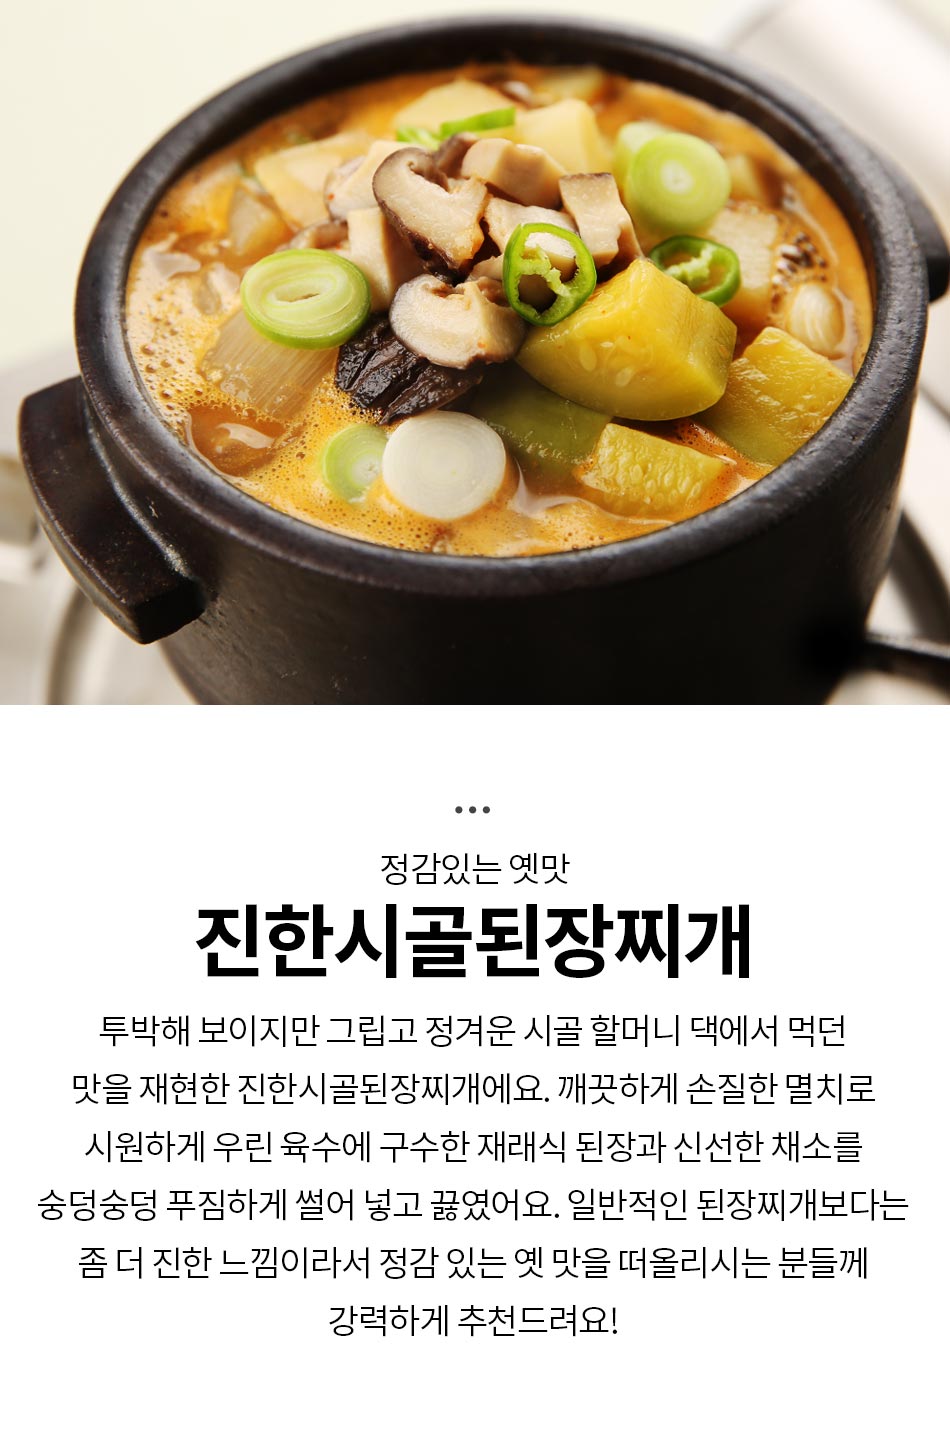 정감있는 옛맛
진한시골된장찌개
투박해 보이지만 그립고 정겨운 시골 할머니 댁에서 먹던
맛을 재현한 진한시골된장찌개에요. 깨끗하게 손질한 멸치로
시원하게 우린 육수에 구수한 재래식 된장과 신선한 채소를
숭덩숭덩 푸짐하게 썰어 넣고 끓였어요. 일반적인 된장찌개보다는
좀 더 진한 느낌이라서 정감 있는 옛 맛을 떠올리시는 분들께
강력하게 추천드려요!